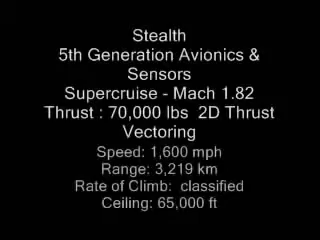 Stealth
5th Generation Avionics &
Sensors
Supercruise - Mach 1.82
Thrust : 70,000 lbs  2D Thrust
Vectoring
Speed: 1,600 mph
Range: 3,219 km
Rate of Climb:  classified
Ceiling: 65,000 ft